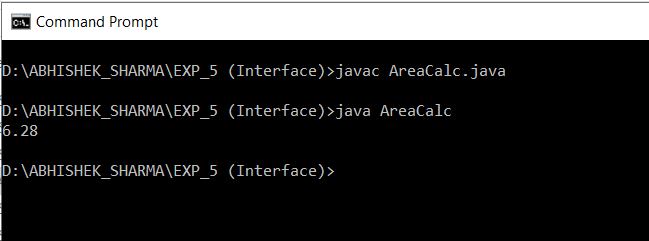 Command Prompt
D:\ABHISHEK_SHARMA\EXP_5 (Interface)>javac AreaCalc.java
D:\ABHISHEK_SHARMA\EXP_5 (Interface)>java AreaCalc
6.28
D:\ABHISHEK_SHARMA\EXP_5 (Interface)>